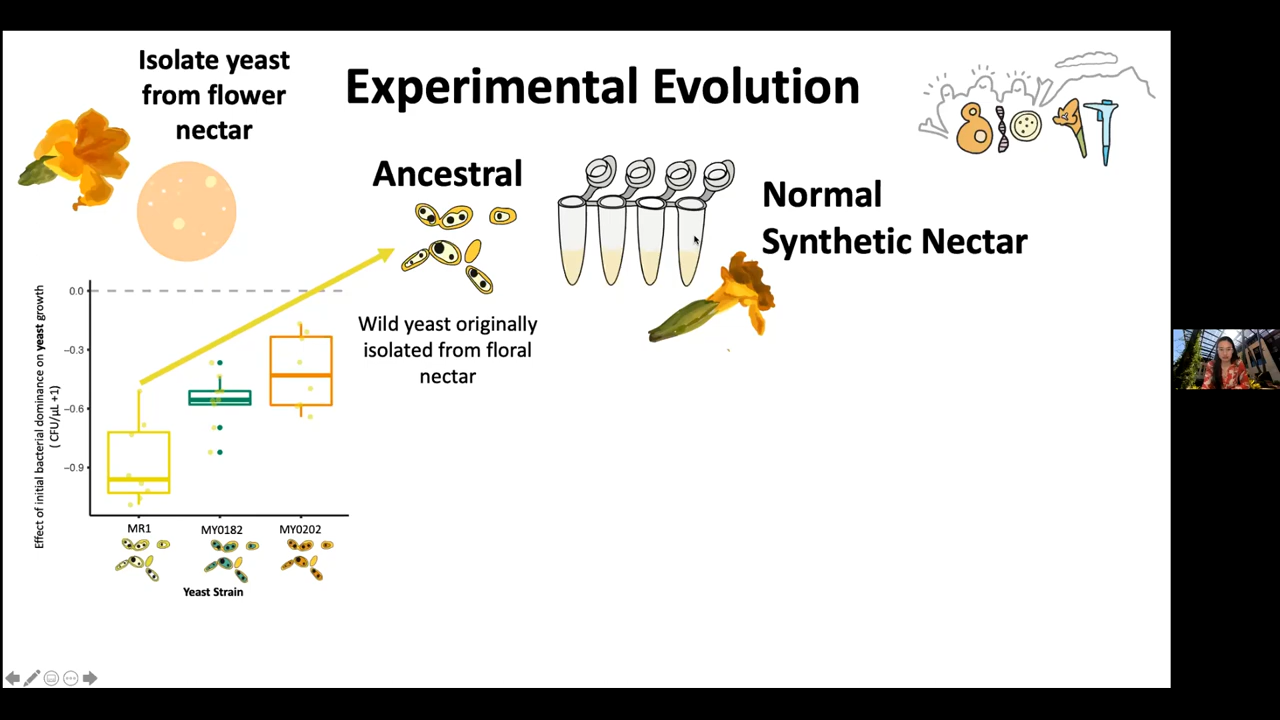 Isolate yeast
from flower
nectar
Experimental Evolution
Ancestral
Normal
Synthetic Nectar
Wild yeast originally
isolated from floral
nectar
Effect of initial bacterial dominance on yeast growth
( CFU/μL +1)
0.0
−0.3
−0.6
−0.9
MR1
MY0182
MY0202
Yeast Strain